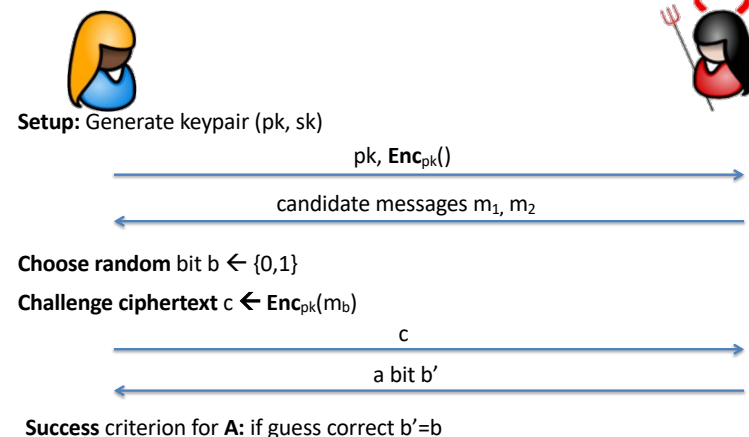 Setup: Generate keypair (pk, sk)
pk, Encpk()
candidate messages m1, m2
Choose random bit b ← {0,1}
Challenge ciphertext c ← Encpk(mb)
c
a bit b’
Success criterion for A: if guess correct b’=b